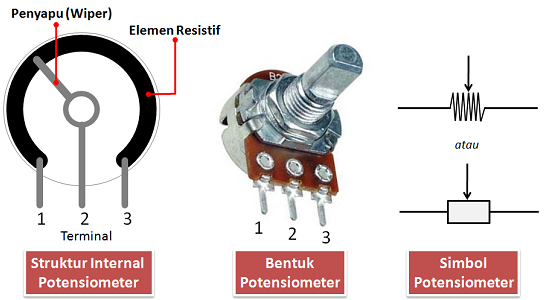 Penyapu (Wiper)
Elemen Resistif
1 2 3
Terminal
Struktur Internal
Potensiometer
B
1 2 3
Bentuk
Potensiometer
atau
Simbol
Potensiometer